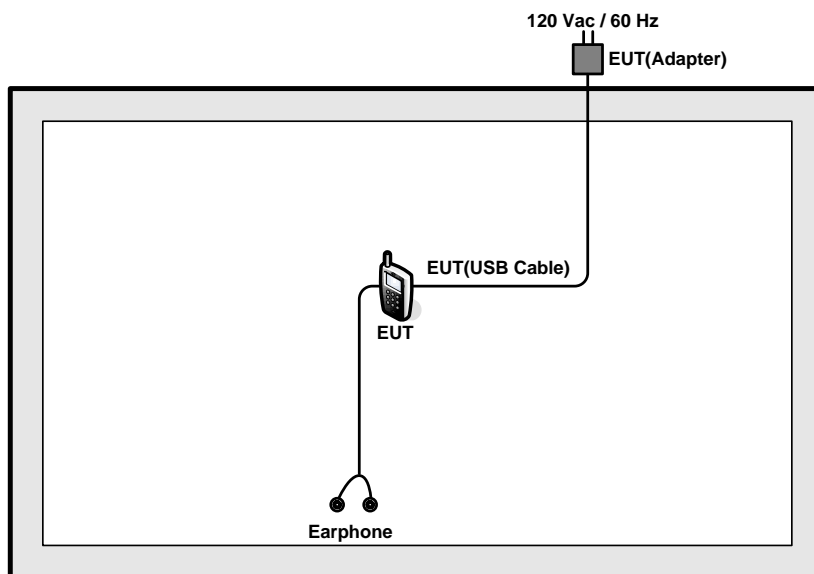 120 Vac / 60 Hz
EUT(Adapter)
EUT(USB Cable)
EUT
Earphone